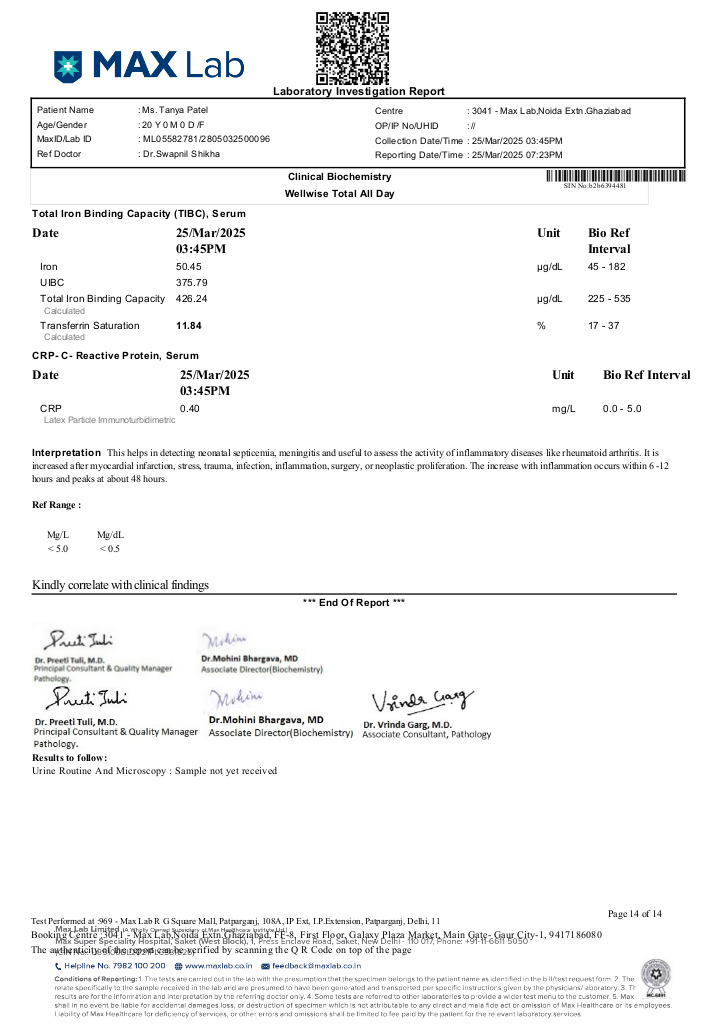 MAX Lab
Laboratory Investigation Report
Patient Name : Ms. Tanya Patel
Centre : 3041 - Max Lab,Noida Extn.Ghaziabad
Age/Gender : 20 Y 0 M 0 D /F
OP/IP No/UHID : //
MaxID/Lab ID : ML05582781/2805032500096
Collection Date/Time : 25/Mar/2025 03:45PM
Ref Doctor : Dr.Swapnil Shikha
Reporting Date/Time : 25/Mar/2025 07:23PM
Clinical Biochemistry
SIN No:b2b6394481
Wellwise Total All Day
Total Iron Binding Capacity (TIBC), Serum
Date 25/Mar/2025 Unit Bio Ref
03:45PM Interval
Iron 50.45 µg/dL 45 - 182
UIBC 375.79
Total Iron Binding Capacity 426.24 µg/dL 225 - 535
Calculated
Transferrin Saturation 11.84 % 17 - 37
Calculated
CRP- C- Reactive Protein, Serum
Date 25/Mar/2025 Unit Bio Ref Interval
03:45PM
CRP 0.40 mg/L 0.0 - 5.0
Latex Particle Immunoturbidimetric
Interpretation This helps in detecting neonatal septicemia, meningitis and useful to assess the activity of inflammatory diseases like rheumatoid arthritis. It is
increased after myocardial infarction, stress, trauma, infection, inflammation, surgery, or neoplastic proliferation. The increase with inflammation occurs within 6 -12
hours and peaks at about 48 hours.
Ref Range :
Mg/L Mg/dL
< 5.0 < 0.5
Kindly correlate with clinical findings
*** End Of Report ***
Preeti Tuli Mohini
Dr. Preeti Tuli, M.D. Dr.Mohini Bhargava, MD
Principal Consultant & Quality Manager Associate Director(Biochemistry)
Pathology.
Preeti Tuli Mohini Vrinda Garg
Dr. Preeti Tuli, M.D. Dr.Mohini Bhargava, MD Dr. Vrinda Garg, M.D.
Principal Consultant & Quality Manager Associate Director(Biochemistry) Associate Consultant, Pathology
Pathology.
Results to follow:
Urine Routine And Microscopy : Sample not yet received
Page 14 of 14
Test Performed at :969 - Max Lab R G Square Mall, Patparganj, 108A, IP Ext, I.P.Extension, Patparganj, Delhi, 11
Max Lab Limited (A Wholly Owned Subsidiary of Max Healthcare Institute Ltd.)
Booking Centre :3041 - Max Lab,Noida Extn.Ghaziabad, FF-8, First Floor, Galaxy Plaza Market, Main Gate- Gaur City-1, 9417186080
Max Super Speciality Hospital, Saket (West Block), 1, Press Enclave Road, Saket, New Delhi - 110 017, Phone: +91-11-6611 5050
The authenticity of the report can be verified by scanning the Q R Code on top of the page
Helpline No. 7982 100 200 www.maxlab.co.in feedback@maxlab.co.in
Conditions of Reporting: 1. The tests are carried out in the lab with the presumption that the specimen belongs to the patient name as identified in the bill/test request form. 2. The
relate specifically to the sample received in the lab and are presumed to have been generated and transported per specific instructions given by the physicians/ laboratory. 3. Th
results are for the information and interpretation by the referring doctor only. 4. Some tests are referred to other laboratories to provide a wider test menu to the customer. 5. Max
shall in no event be liable for accidental damages, loss, or destruction of specimen which is not attributable to any direct and mala fide act or omission of Max Healthcare or its employees.
Liability of Max Healthcare for deficiency of services, or other errors and omissions shall be limited to fee paid by the patient for the relevant laboratory services.